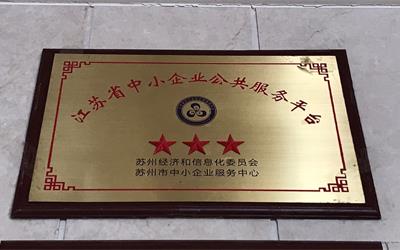 江苏省中小企业公共服务平台
苏州经济和信息化委员会
苏州市中小企业服务中心